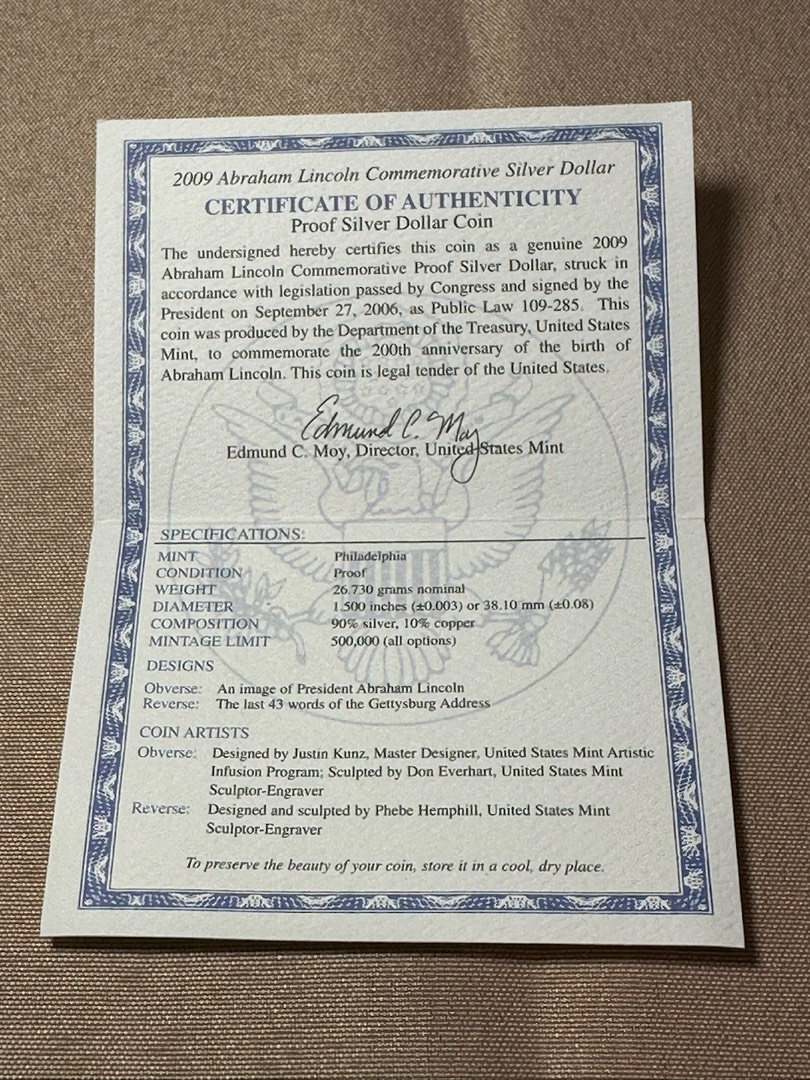 2009 Abraham Lincoln Commemorative Silver Dollar
CERTIFICATE OF AUTHENTICITY
Proof Silver Dollar Coin
The undersigned hereby certifies this coin as a genuine 2009
Abraham Lincoln Commemorative Proof Silver Dollar, struck in
accordance with legislation passed by Congress and signed by the
President on September 27, 2006, as Public Law 109-285. This
coin was produced by the Department of the Treasury, United States
Mint, to commemorate the 200th anniversary of the birth of
Abraham Lincoln. This coin is legal tender of the United States.
Edmund C. Moy
Edmund C. Moy, Director, United States Mint
SPECIFICATIONS:
MINT Philadelphia
CONDITION Proof
WEIGHT 26.730 grams nominal
DIAMETER 1.500 inches (±0.003) or 38.10 mm (±0.08)
COMPOSITION 90% silver, 10% copper
MINTAGE LIMIT 500,000 (all options)
DESIGNS
Obverse: An image of President Abraham Lincoln
Reverse: The last 43 words of the Gettysburg Address
COIN ARTISTS
Obverse: Designed by Justin Kunz, Master Designer, United States Mint Artistic
Infusion Program; Sculpted by Don Everhart, United States Mint
Sculptor-Engraver
Reverse: Designed and sculpted by Phebe Hemphill, United States Mint
Sculptor-Engraver
To preserve the beauty of your coin, store it in a cool, dry place.